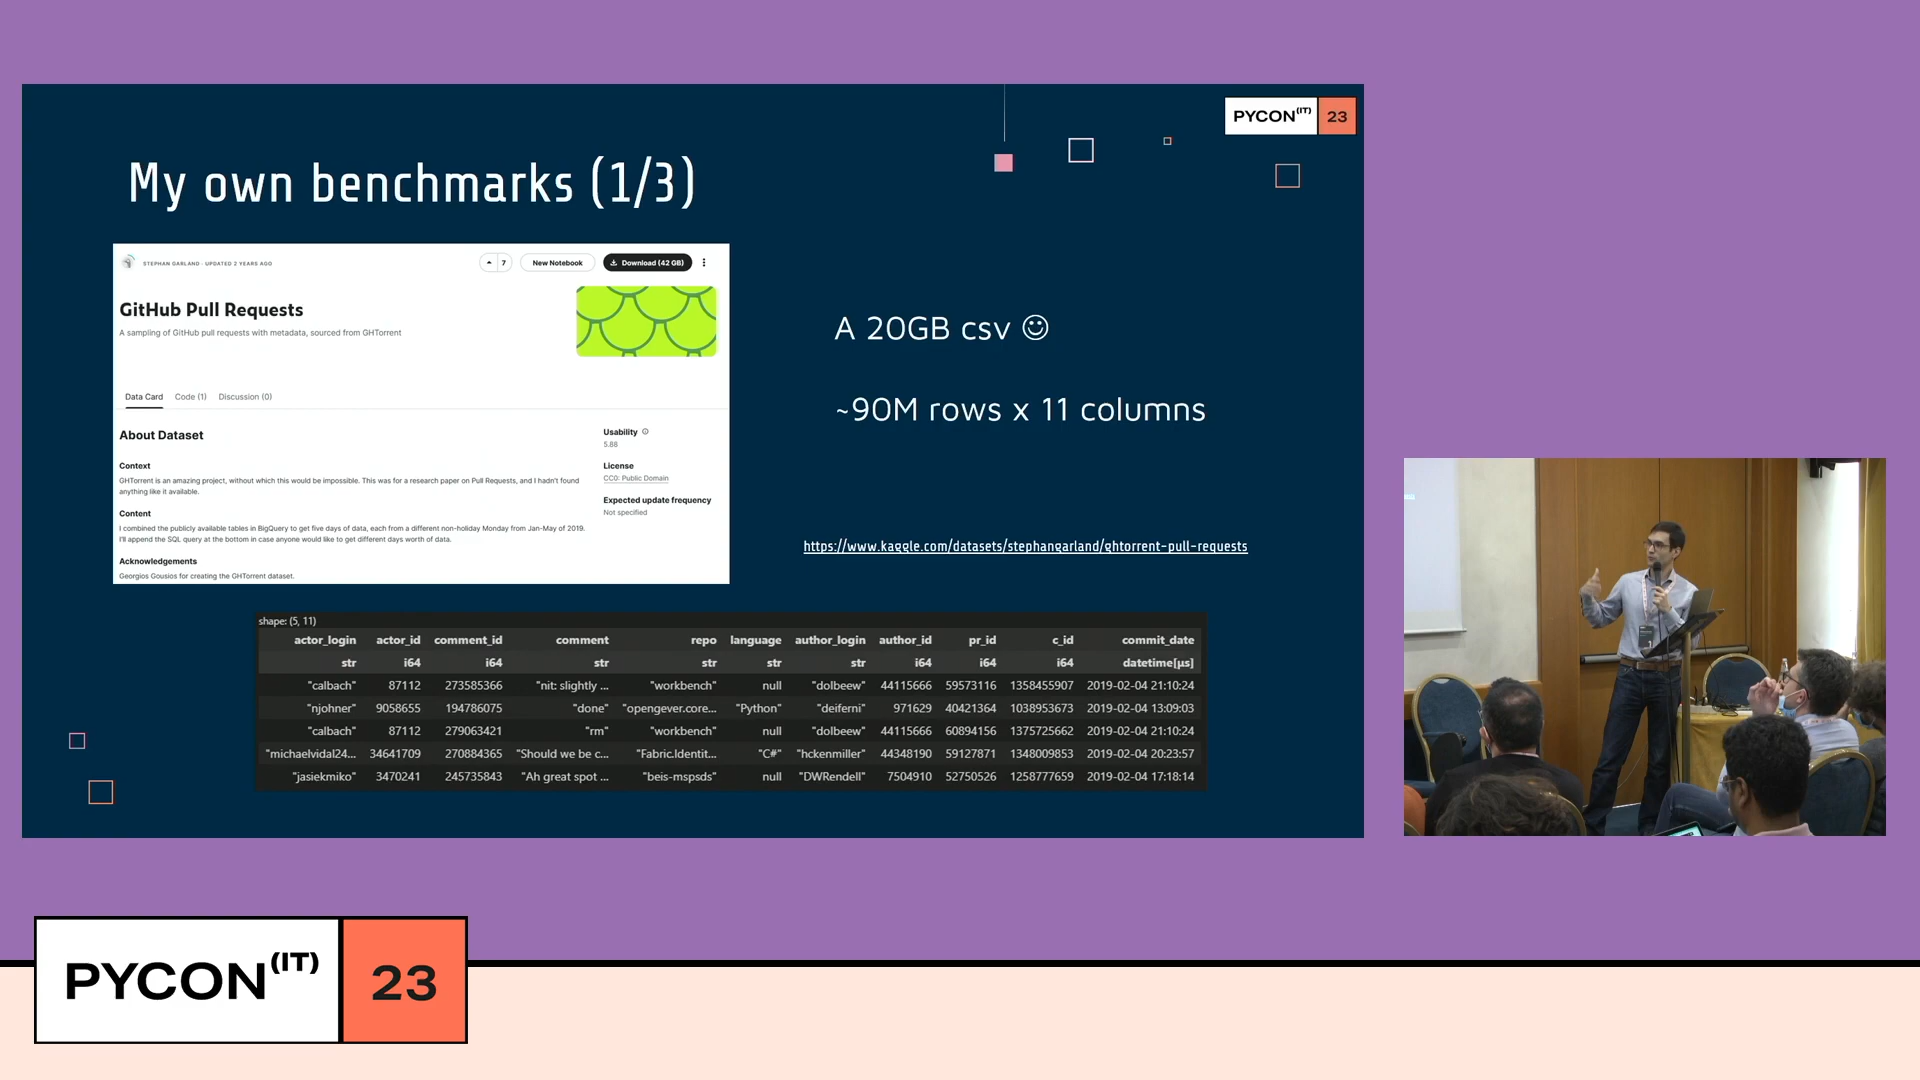 PYCON(IT) 23
My own benchmarks (1/3)
STEPHAN GARLAND · UPDATED 2 YEARS AGO
7
New Notebook
Download (42 GB)
GitHub Pull Requests
A sampling of GitHub pull requests with metadata, sourced from GHTorrent
Data Card Code (1) Discussion (0)
About Dataset
Context
GHTorrent is an amazing project, without which this would be impossible. This was for a research paper on Pull Requests, and I hadn't found
anything like it available.
Content
I combined the publicly available tables in BigQuery to get five days of data, each from a different non-holiday Monday from Jan-May of 2019.
I'll append the SQL query at the bottom in case anyone would like to get different days worth of data.
Acknowledgements
Georgios Gousios for creating the GHTorrent dataset.
Usability
5.88
License
CC0: Public Domain
Expected update frequency
Not specified
A 20GB csv ☺
~90M rows x 11 columns
https://www.kaggle.com/datasets/stephangarland/ghtorrent-pull-requests
shape: (5, 11)
actor_login actor_id comment_id comment repo language author_login author_id pr_id c_id commit_date
str i64 i64 str str str str i64 i64 i64 datetime[μs]
"calbach" 87112 273585366 "nit: slightly ... "workbench" null "dolbeew" 44115666 59573116 1358455907 2019-02-04 21:10:24
"njohner" 9058655 194786075 "done" "opengever.core... "Python" "deiferni" 971629 40421364 1038953673 2019-02-04 13:09:03
"calbach" 87112 279063421 "rm" "workbench" null "dolbeew" 44115666 60894156 1375725662 2019-02-04 21:10:24
"michaelvidal24... 34641709 270884365 "Should we be c... "Fabric.Identit... "C#" "hckenmiller" 44348190 59127871 1348009853 2019-02-04 20:23:57
"jasiekmiko" 3470241 245735843 "Ah great spot ... "beis-mspsds" null "DWRendell" 7504910 52750526 1258777659 2019-02-04 17:18:14
PYCON(IT) 23